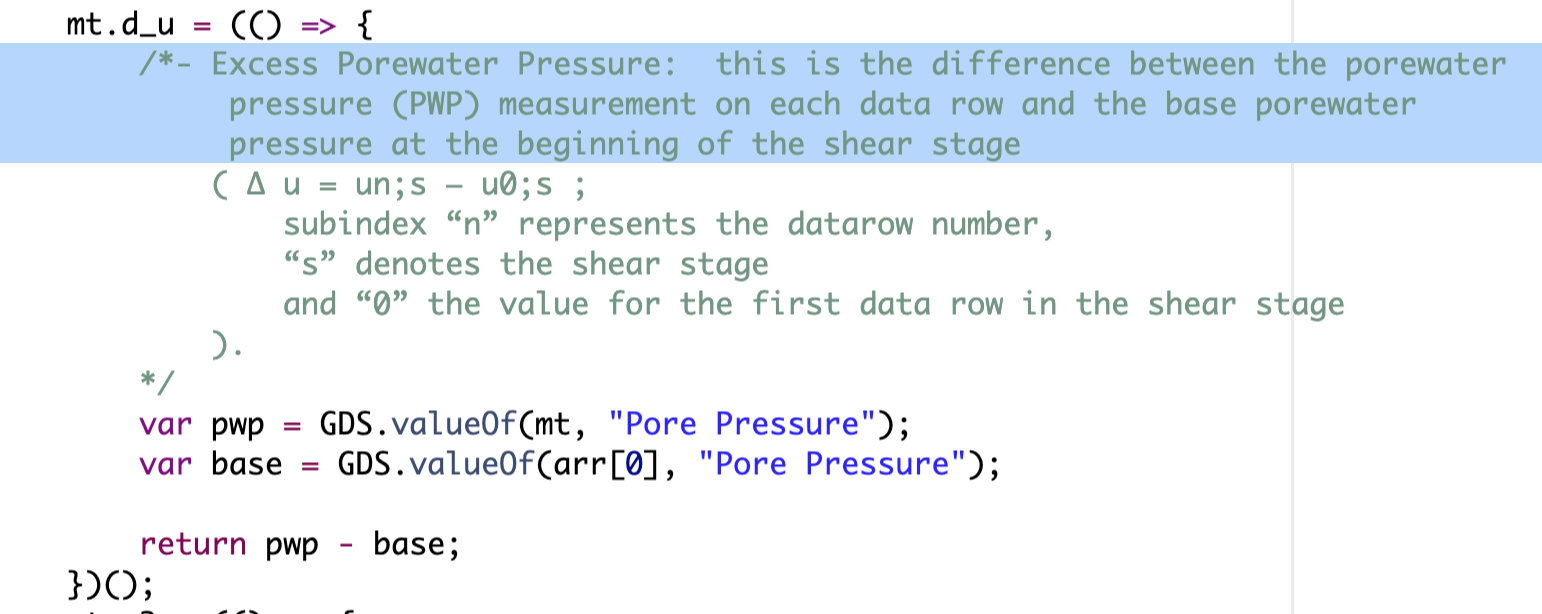 mt.d_u = (() => {
/*- Excess Porewater Pressure:  this is the difference between the porewater
pressure (PWP) measurement on each data row and the base porewater
pressure at the beginning of the shear stage
( Δ u = un;s – u0;s ;
subindex “n” represents the datarow number,
“s” denotes the shear stage
and “0” the value for the first data row in the shear stage
).
*/
var pwp = GDS.valueOf(mt, "Pore Pressure");
var base = GDS.valueOf(arr[0], "Pore Pressure");
return pwp - base;
})();